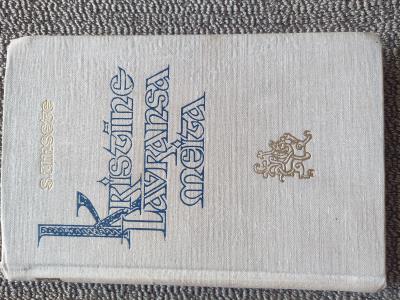 S. UNSETE
KRISTĪNE
LAVRANSA
MEITA